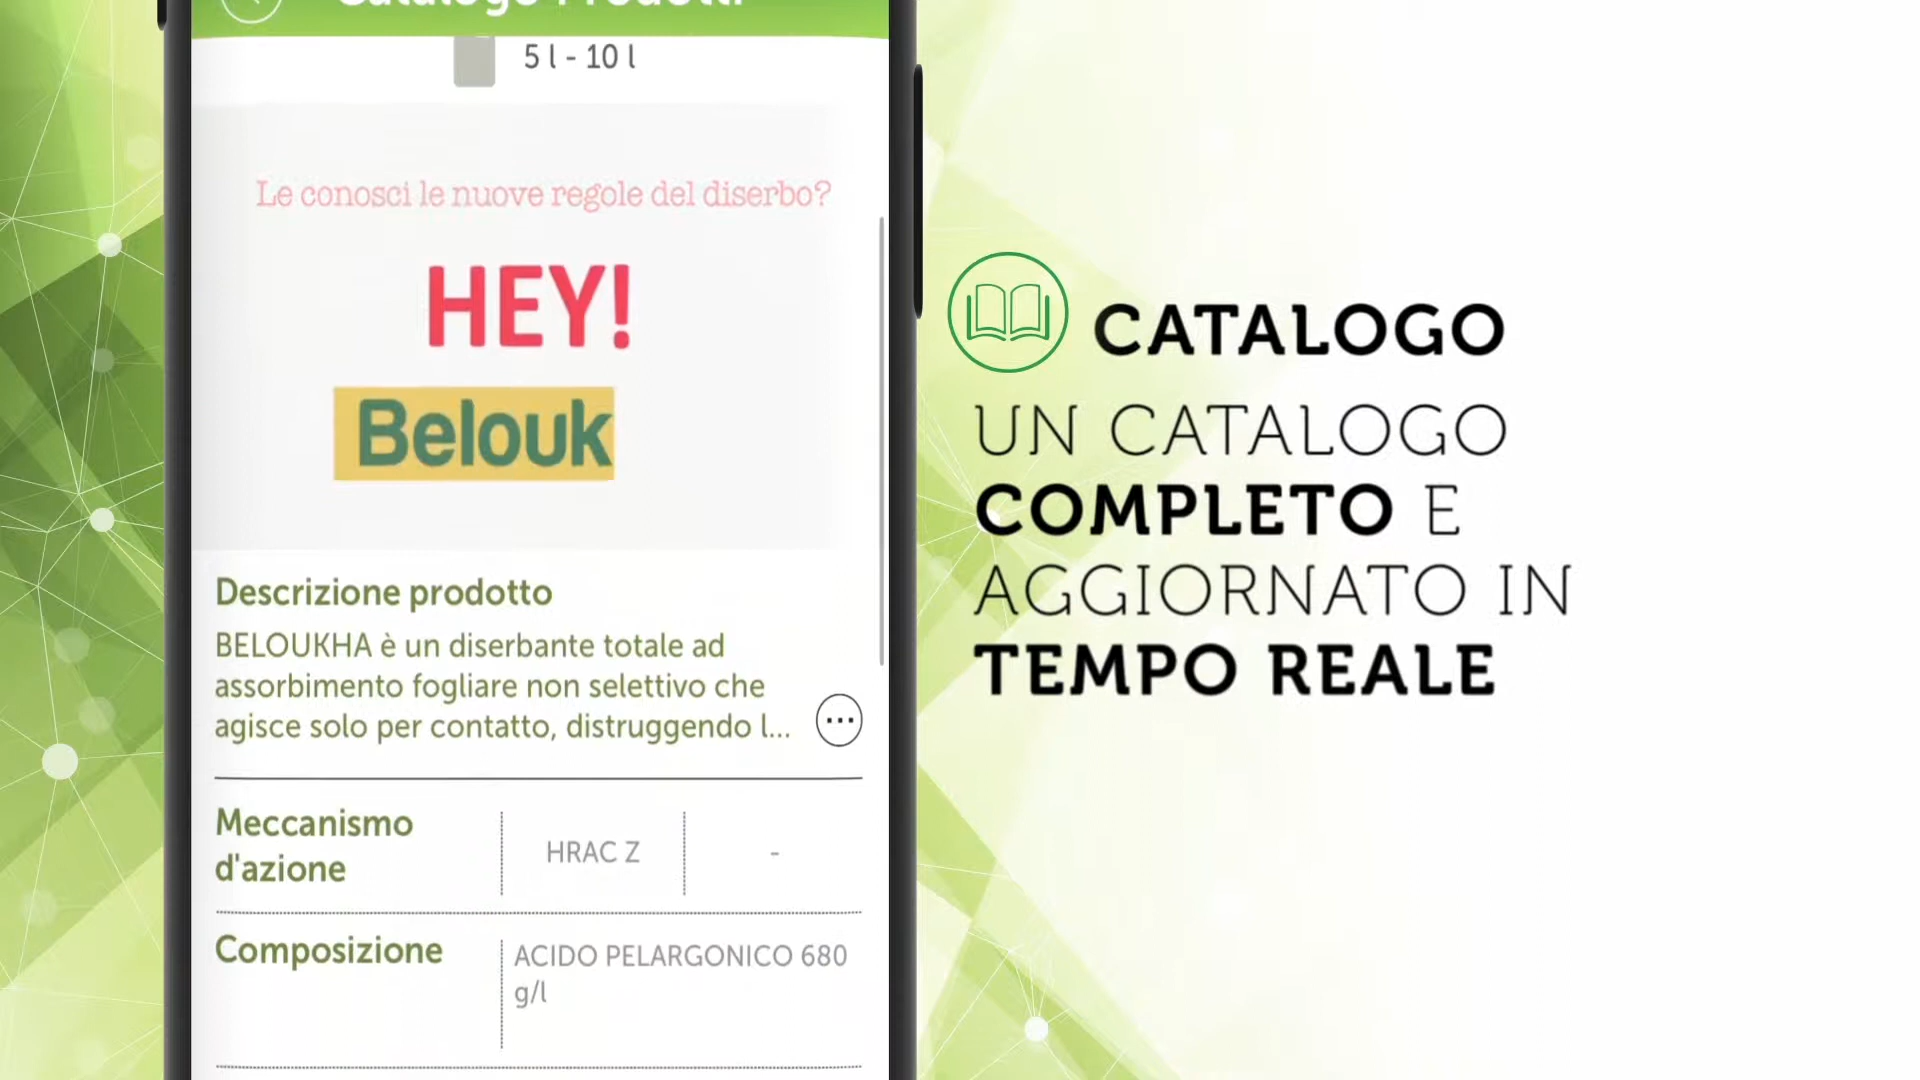 Catalogo Prodotti
5 l - 10 l
Le conosci le nuove regole del diserbo?
HEY!
Belouk
Descrizione prodotto
BELOUKHA è un diserbante totale ad
assorbimento fogliare non selettivo che
agisce solo per contatto, distruggendo l...
Meccanismo
d'azione
HRAC Z
-
Composizione
ACIDO PELARGONICO 680
g/l
CATALOGO
UN CATALOGO
COMPLETO E
AGGIORNATO IN
TEMPO REALE